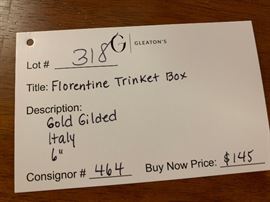 Lot # 318 G | GLEATON'S
Title: Florentine Trinket Box
Description:
Gold Gilded
Italy
6"
Consignor # 464 Buy Now Price: $145